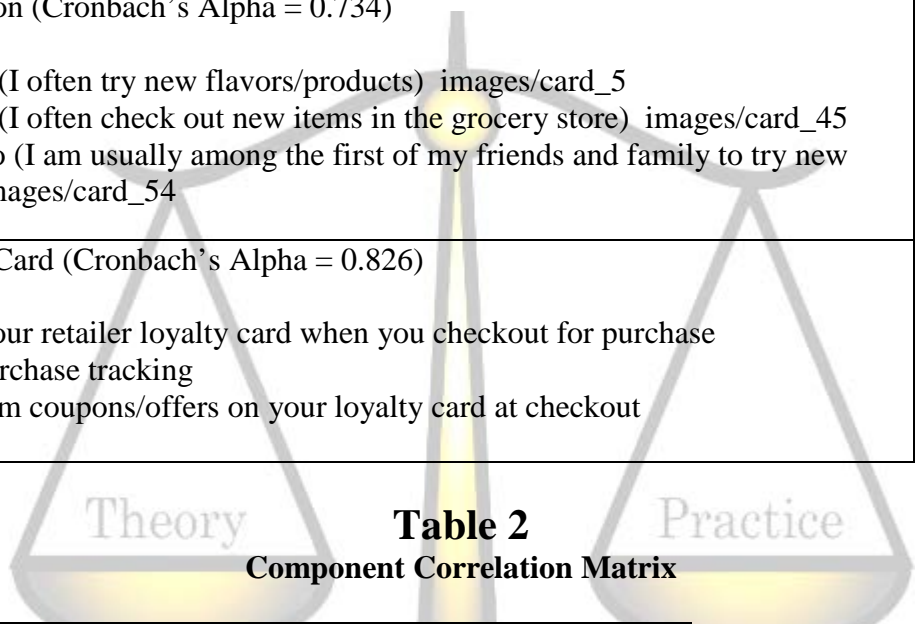 on (Cronbach's Alpha = 0.734)
(I often try new flavors/products) images/card_5
(I often check out new items in the grocery store) images/card_45
o (I am usually among the first of my friends and family to try new
mages/card_54
Card (Cronbach's Alpha = 0.826)
our retailer loyalty card when you checkout for purchase
rchase tracking
m coupons/offers on your loyalty card at checkout
Theory
Practice
Table 2
Component Correlation Matrix